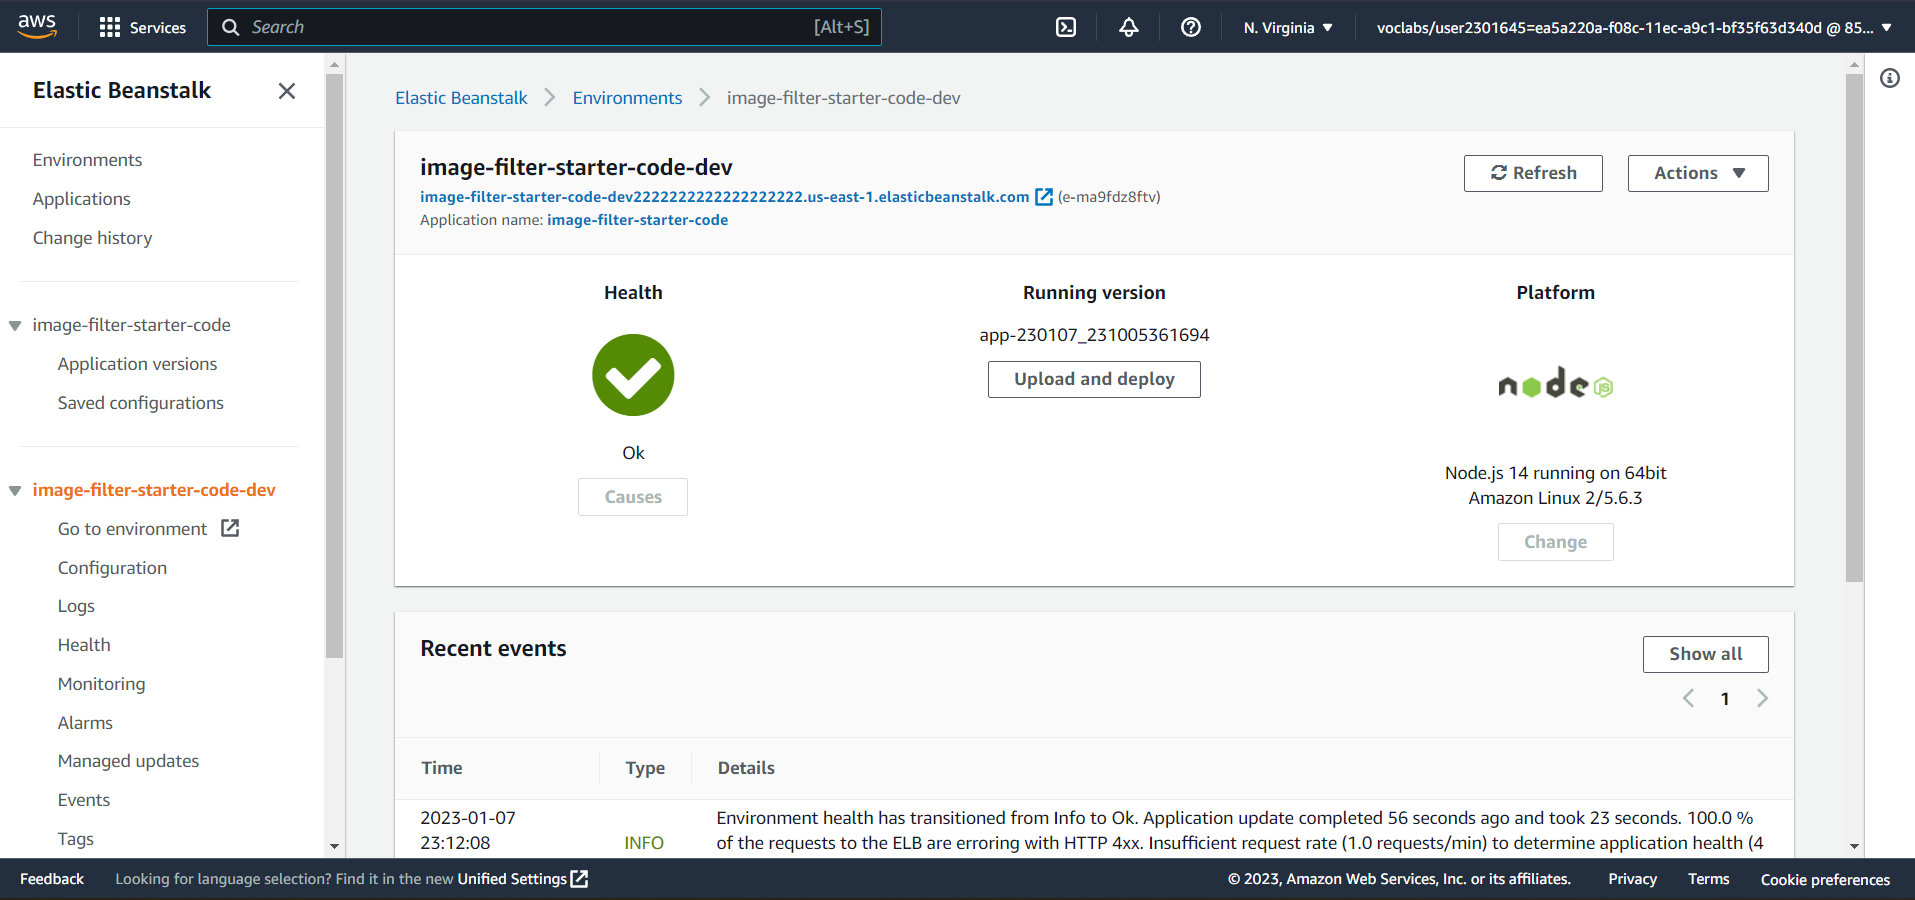 aws
Services
Search [Alt+S]
N. Virginia
voclabs/user2301645=ea5a220a-f08c-11ec-a9c1-bf35f63d340d @ 85...
Elastic Beanstalk
Environments
Applications
Change history
image-filter-starter-code
Application versions
Saved configurations
image-filter-starter-code-dev
Go to environment
Configuration
Logs
Health
Monitoring
Alarms
Managed updates
Events
Tags
Elastic Beanstalk > Environments > image-filter-starter-code-dev
image-filter-starter-code-dev
image-filter-starter-code-dev2222222222222222222.us-east-1.elasticbeanstalk.com (e-ma9fdz8ftv)
Application name: image-filter-starter-code
Refresh
Actions
Health
Ok
Causes
Running version
app-230107_231005361694
Upload and deploy
Platform
node JS
Node.js 14 running on 64bit
Amazon Linux 2/5.6.3
Change
Recent events
Show all
1
Time Type Details
2023-01-07
23:12:08
INFO
Environment health has transitioned from Info to Ok. Application update completed 56 seconds ago and took 23 seconds. 100.0 %
of the requests to the ELB are erroring with HTTP 4xx. Insufficient request rate (1.0 requests/min) to determine application health (4
Feedback
Looking for language selection? Find it in the new Unified Settings
© 2023, Amazon Web Services, Inc. or its affiliates.
Privacy
Terms
Cookie preferences